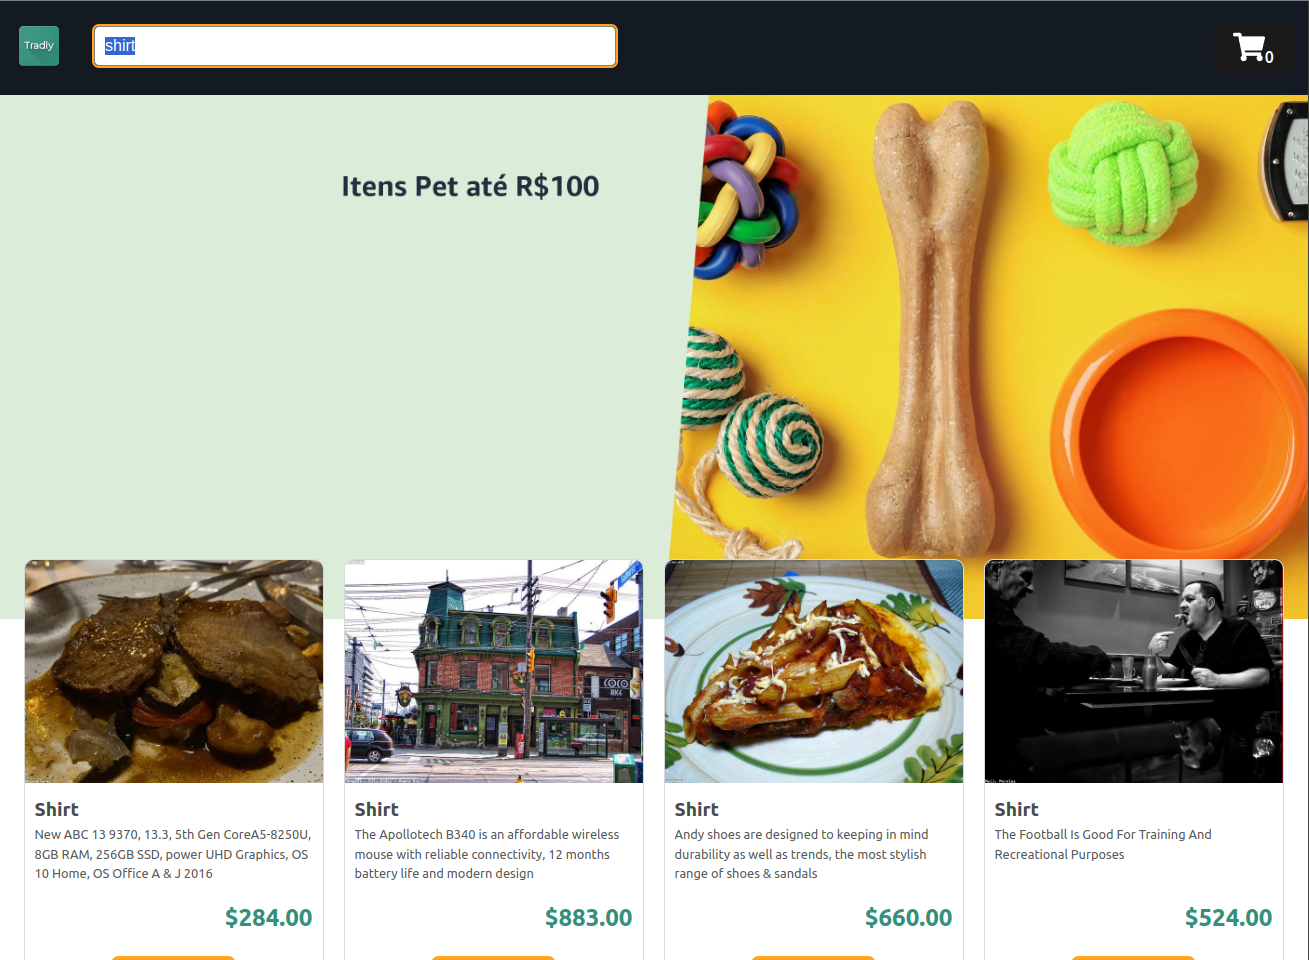 Tradly
shirt
0
Itens Pet até R$100
Shirt
New ABC 13 9370, 13.3, 5th Gen CoreA5-8250U,
8GB RAM, 256GB SSD, power UHD Graphics, OS
10 Home, OS Office A & J 2016
$284.00
Shirt
The Apollotech B340 is an affordable wireless
mouse with reliable connectivity, 12 months
battery life and modern design
$883.00
Shirt
Andy shoes are designed to keeping in mind
durability as well as trends, the most stylish
range of shoes & sandals
$660.00
Shirt
The Football Is Good For Training And
Recreational Purposes
$524.00